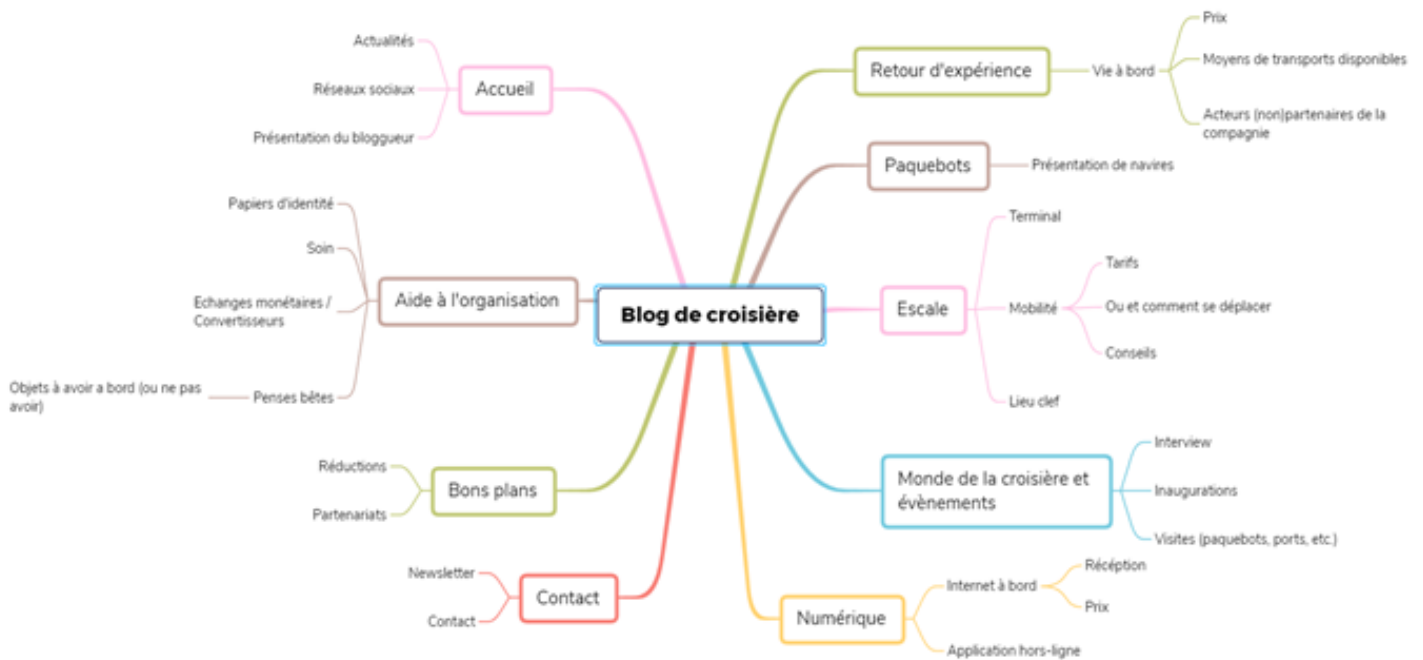 Blog de croisière
Accueil
Actualités
Réseaux sociaux
Présentation du bloggueur
Aide à l'organisation
Papiers d'identité
Soin
Echanges monétaires /
Convertisseurs
Penses bêtes
Objets à avoir a bord (ou ne pas
avoir)
Bons plans
Réductions
Partenariats
Contact
Newsletter
Contact
Retour d'expérience
Vie à bord
Prix
Moyens de transports disponibles
Acteurs (non)partenaires de la
compagnie
Paquebots
Présentation de navires
Escale
Terminal
Mobilité
Tarifs
Ou et comment se déplacer
Conseils
Lieu clef
Monde de la croisière et
évènements
Interview
Inaugurations
Visites (paquebots, ports, etc.)
Numérique
Internet à bord
Récéption
Prix
Application hors-ligne